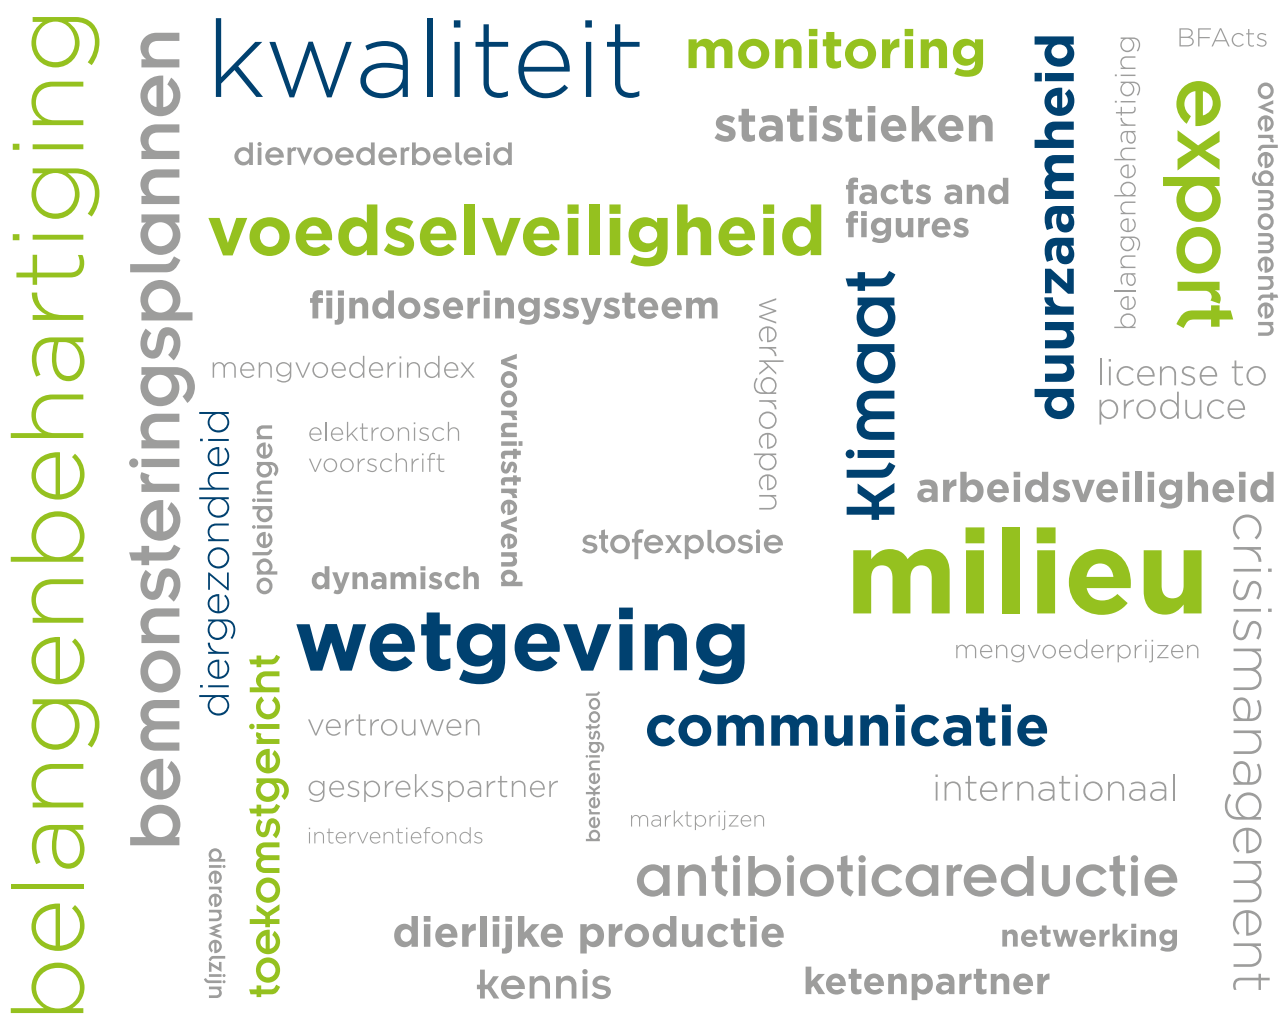 belangenbehartiging
bemonsteringsplannen
kwaliteit
monitoring
statistieken
diervoederbeleid
voedselveiligheid
facts and
figures
duurzaamheid
belangenbehartiging
BFActs
export
overlegmomenten
fijndoseringssysteem
werkgroepen
klimaat
mengvoederindex
vooruitstrevend
license to
produce
diergezondheid
opleidingen
elektronisch
voorschrift
arbeidsveiligheid
stofexplosie
dynamisch
milieu
crisismanagement
wetgeving
mengvoederprijzen
toekomstgericht
vertrouwen
berekenigstool
communicatie
gesprekspartner
internationaal
interventiefonds
marktprijzen
dierenwelzijn
antibioticareductie
dierlijke productie
netwerking
kennis
ketenpartner